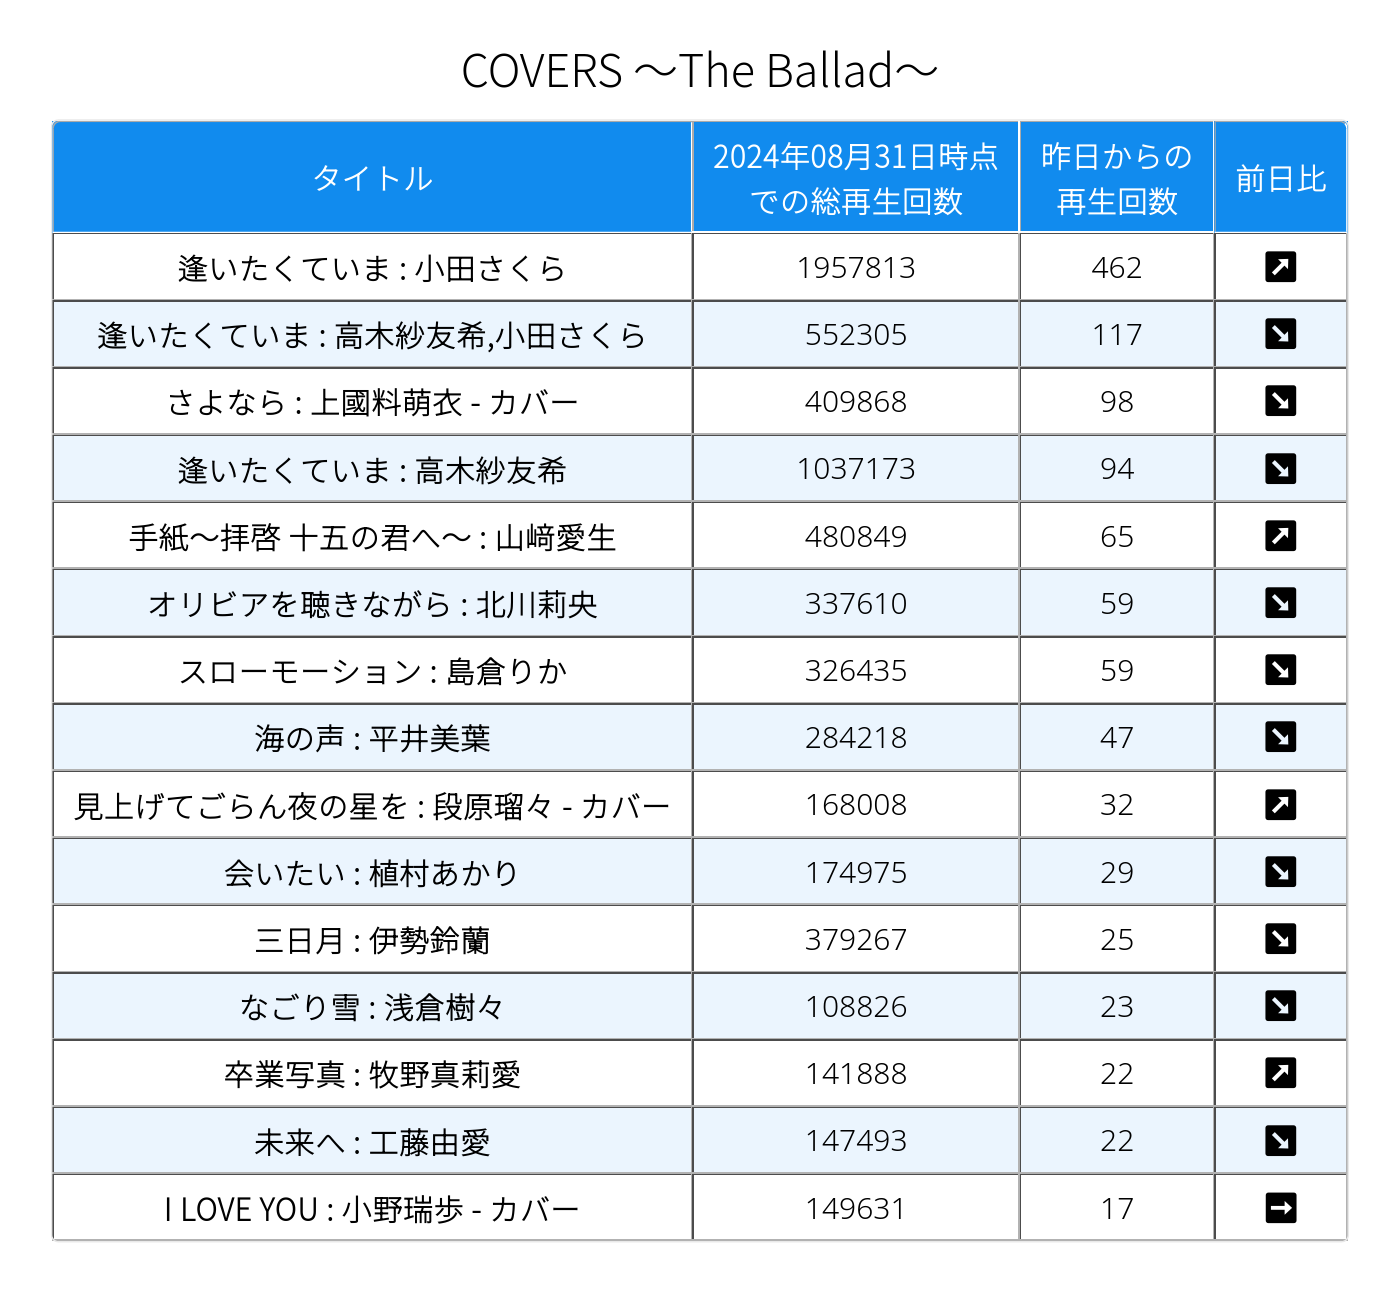 COVERS ～The Ballad～
タイトル 2024年08月31日時点での総再生回数 昨日からの再生回数 前日比
逢いたくていま : 小田さくら 1957813 462 ↗
逢いたくていま : 高木紗友希,小田さくら 552305 117 ↘
さよなら : 上國料萌衣 - カバー 409868 98 ↘
逢いたくていま : 高木紗友希 1037173 94 ↘
手紙～拝啓 十五の君へ～ : 山﨑愛生 480849 65 ↗
オリビアを聴きながら : 北川莉央 337610 59 ↘
スローモーション : 島倉りか 326435 59 ↘
海の声 : 平井美葉 284218 47 ↘
見上げてごらん夜の星を : 段原瑠々 - カバー 168008 32 ↗
会いたい : 植村あかり 174975 29 ↘
三日月 : 伊勢鈴蘭 379267 25 ↘
なごり雪 : 浅倉樹々 108826 23 ↘
卒業写真 : 牧野真莉愛 141888 22 ↗
未来へ : 工藤由愛 147493 22 ↘
I LOVE YOU : 小野瑞歩 - カバー 149631 17 →